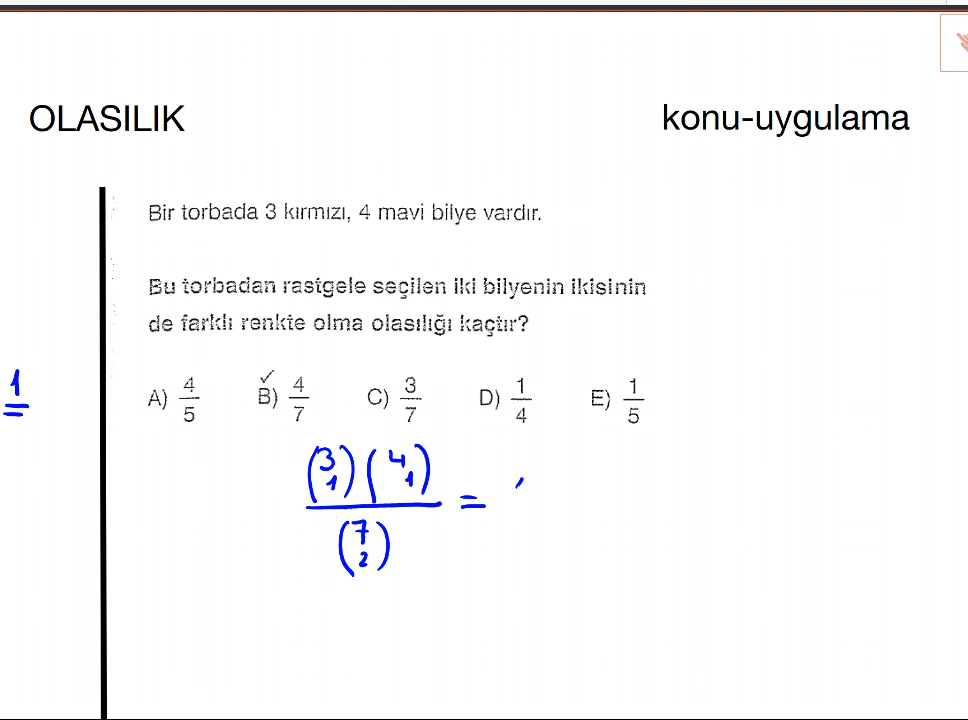 OLASILIK konu-uygulama
Bir torbada 3 kırmızı, 4 mavi bilye vardır.
Bu torbadan rastgele seçilen iki bilyenin ikisinin
de farklı renkte olma olasılığı kaçtır?
1
=
A) 4/5 B) 4/7 C) 3/7 D) 1/4 E) 1/5
(3 1) (4 1)
=
(7 2)